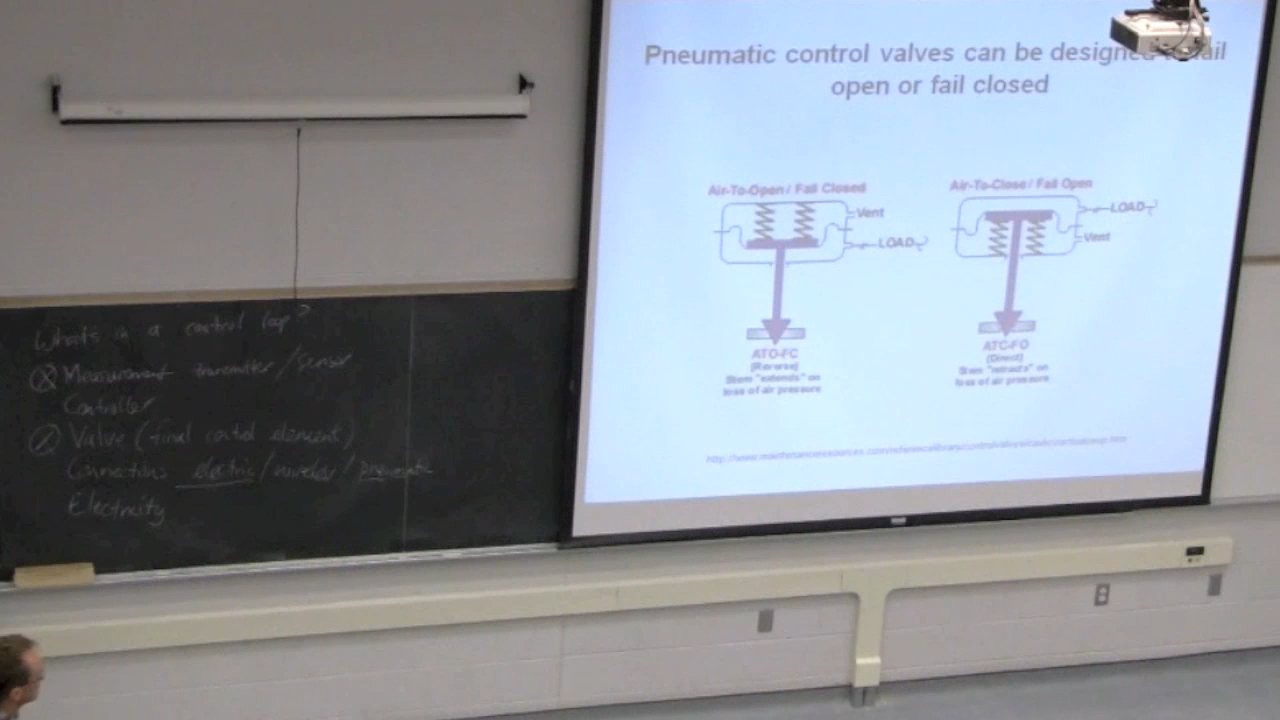 What's in a control loop?
Ⓧ Measurement transmitter/Sensor
Controller
Ⓧ Valve (final control element)
Connections electric/wireless/pneumatic
Electricity
Pneumatic control valves can be designed fail
open or fail closed
Air-To-Open / Fail Closed
Vent
LOAD
ATO-FC
(Reverse)
Stem "extends" on
loss of air pressure
Air-To-Close / Fail Open
LOAD
Vent
ATC-FO
(Direct)
Stem "retracts" on
loss of air pressure